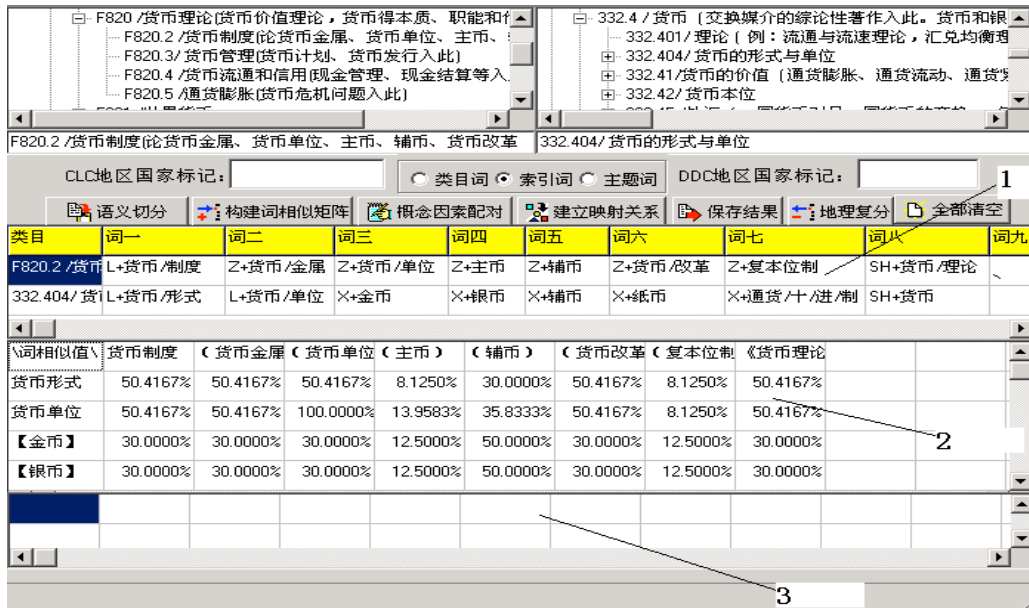 F820 /货币理论(货币价值理论，货币得本质、职能和
F820.2 /货币制度(论货币金属、货币单位、主币、
F820.3/ 货币管理(货币计划、货币发行入此)
F820.4 /货币流通和信用(现金管理、现金结算等入
F820.5 /通货膨胀(货币危机问题入此)
332.4 / 货币（交换媒介的综论性著作入此。货币和银
332.401/ 理论（例：流通与流速理论，汇兑均衡理
332.404/ 货币的形式与单位
332.41/货币的价值（通货膨胀、通货流动、通货
332.42/ 货币本位
F820.2 /货币制度(论货币金属、货币单位、主币、辅币、货币改革
332.404/ 货币的形式与单位
CLC地区国家标记：
类目词 索引词 主题词
DDC地区国家标记：
1
语义切分 构建词相似矩阵 概念因素配对 建立映射关系 保存结果 地理复分 全部清空
类目 词一 词二 词三 词四 词五 词六 词七 词八 词九
F820.2 /货币 L+货币/制度 Z+货币/金属 Z+货币/单位 Z+主币 Z+辅币 Z+货币/改革 Z+复本位制 SH+货币/理论
332.404/ 货 L+货币/形式 L+货币/单位 X+金币 X+银币 X+辅币 X+纸币 X+通货/十/进/制 SH+货币
\词相似值\ 货币制度 （货币金属 （货币单位 （主币） （辅币） （货币改革 （复本位制 《货币理论
货币形式 50.4167% 50.4167% 50.4167% 8.1250% 30.0000% 50.4167% 8.1250% 50.4167%
货币单位 50.4167% 50.4167% 100.0000% 13.9583% 35.8333% 50.4167% 8.1250% 50.4167%
【金币】 30.0000% 30.0000% 30.0000% 12.5000% 50.0000% 30.0000% 12.5000% 30.0000%
2
【银币】 30.0000% 30.0000% 30.0000% 12.5000% 50.0000% 30.0000% 12.5000% 30.0000%
3